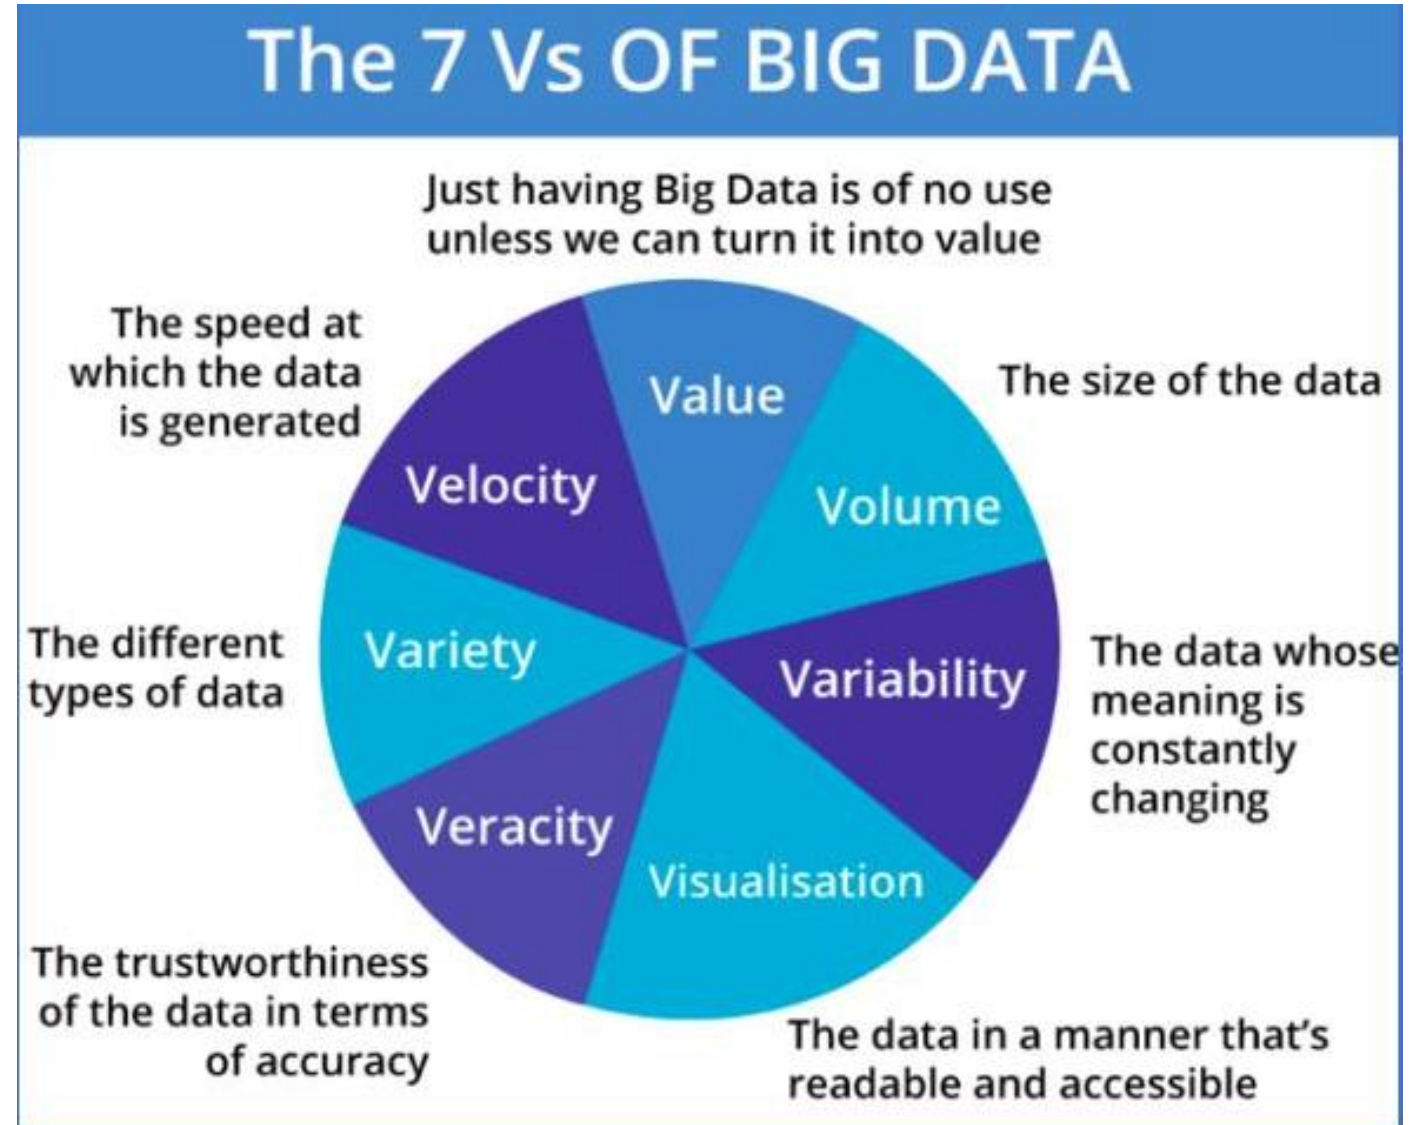 The 7 Vs OF BIG DATA
Just having Big Data is of no use
unless we can turn it into value
Value
The size of the data
Volume
The data whose
meaning is
constantly
changing
Variability
The data in a manner that's
readable and accessible
Visualisation
The trustworthiness
of the data in terms
of accuracy
Veracity
The different
types of data
Variety
The speed at
which the data
is generated
Velocity